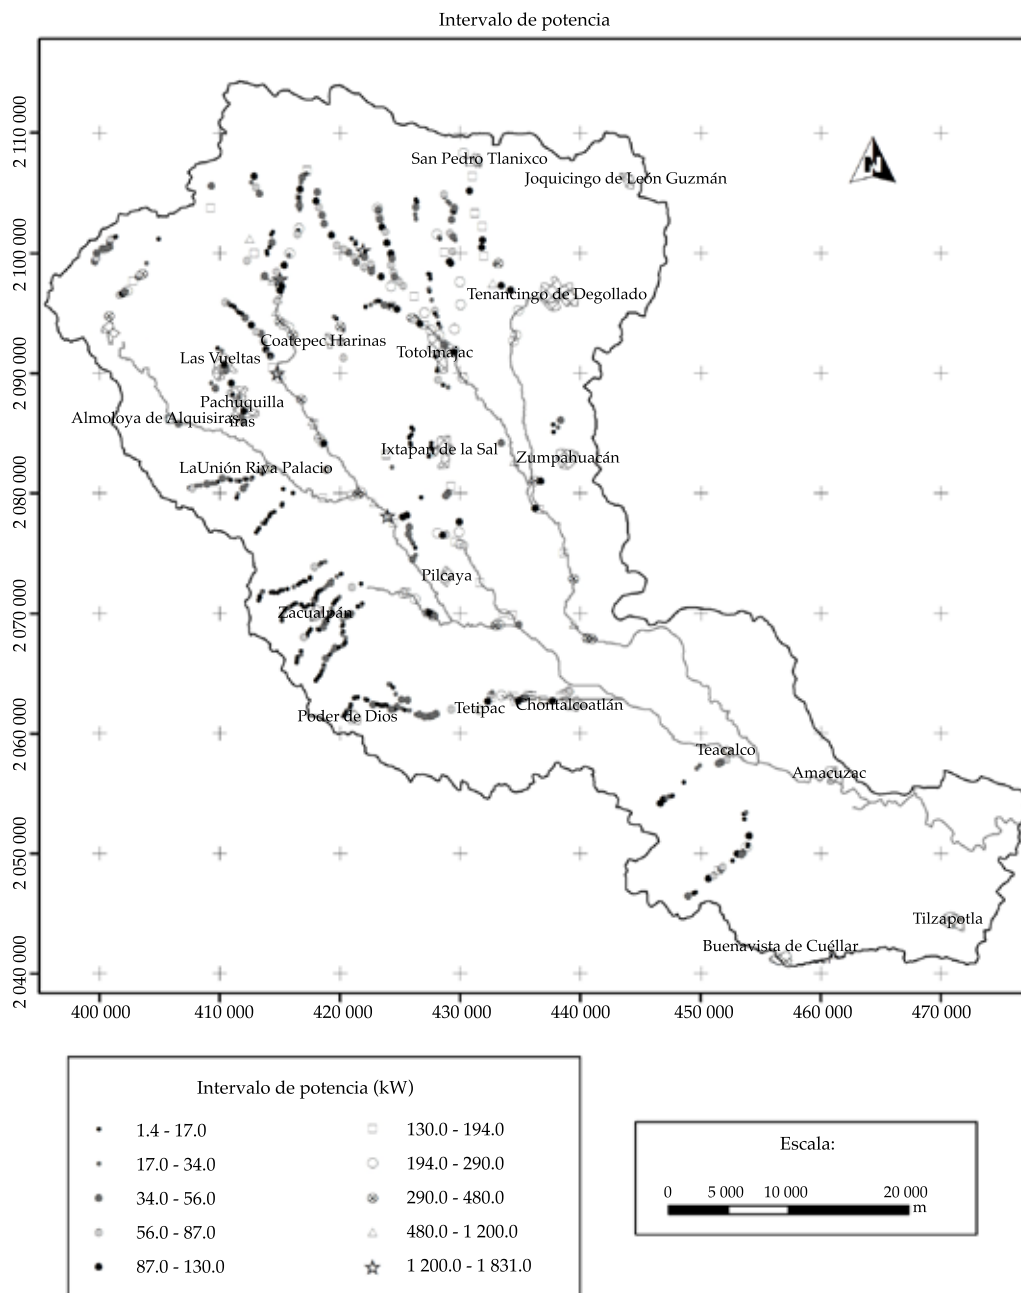 Intervalo de potencia
2 110 000
2 100 000
2 090 000
2 080 000
2 070 000
2 060 000
2 050 000
2 040 000
San Pedro Tlanixco
Joquicingo de León Guzmán
N
Tenancingo de Degollado
Coatepec Harinas
Totolmajac
Las Vueltas
Pachuquilla
Almoloya de Alquisiras
iras
Ixtapan de la Sal
Zumpahuacán
LaUnión Riva Palacio
Pilcaya
Zacualpán
Poder de Dios
Tetipac
Chontalcoatlán
Teacalco
Amacuzac
Tilzapotla
Buenavista de Cuéllar
400 000 410 000 420 000 430 000 440 000 450 000 460 000 470 000
Intervalo de potencia (kW)
1.4 - 17.0
17.0 - 34.0
34.0 - 56.0
56.0 - 87.0
87.0 - 130.0
130.0 - 194.0
194.0 - 290.0
290.0 - 480.0
480.0 - 1 200.0
1 200.0 - 1 831.0
Escala:
0 5 000 10 000 20 000
m